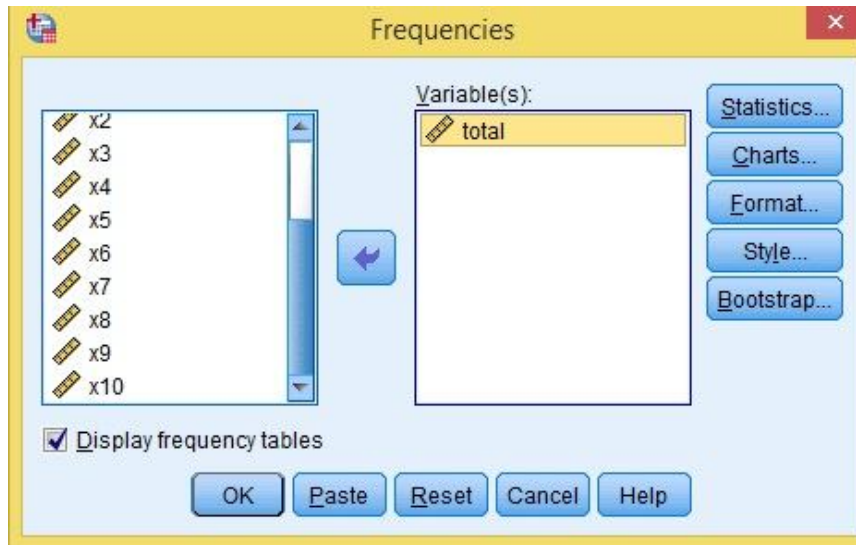 Frequencies
x2
x3
x4
x5
x6
x7
x8
x9
x10
Variable(s):
total
Statistics...
Charts...
Format...
Style...
Bootstrap...
Display frequency tables
OK Paste Reset Cancel Help